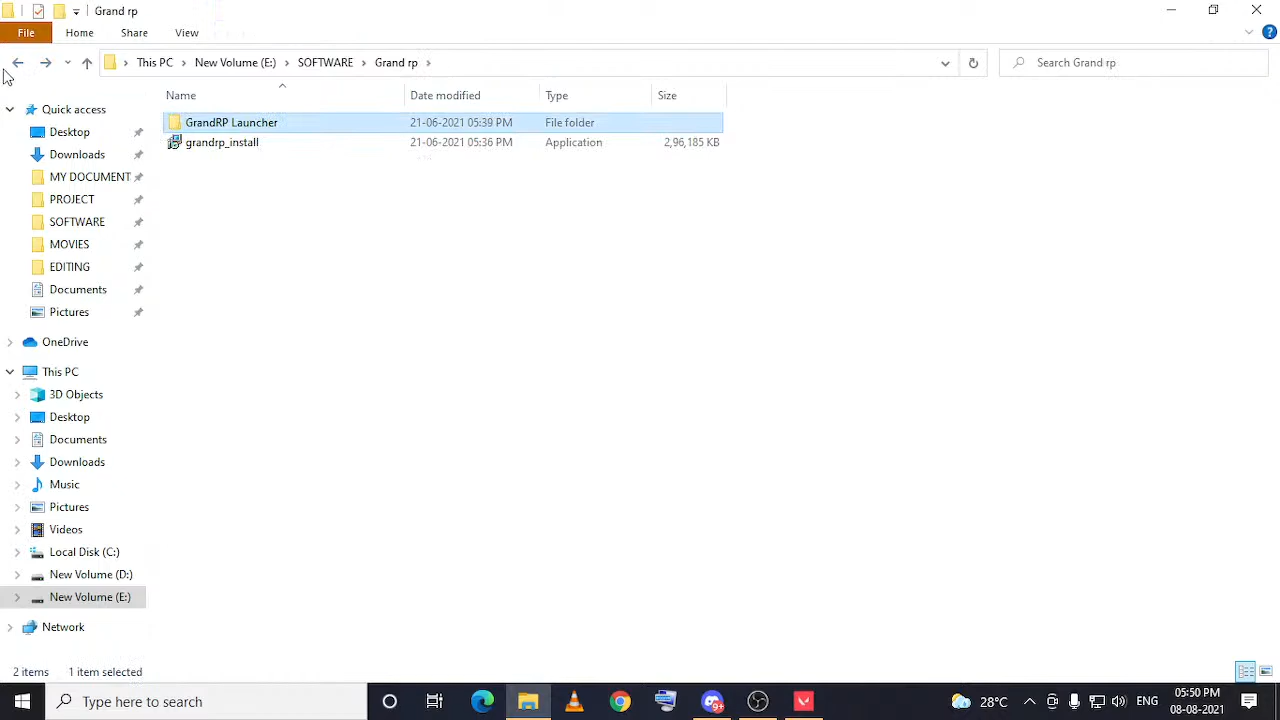 Grand rp
File Home Share View
This PC New Volume (E:) SOFTWARE Grand rp Search Grand rp
Name Date modified Type Size
GrandRP Launcher 21-06-2021 05:39 PM File folder
grandrp_install 21-06-2021 05:36 PM Application 2,96,185 KB
Quick access
Desktop
Downloads
MY DOCUMENT
PROJECT
SOFTWARE
MOVIES
EDITING
Documents
Pictures
OneDrive
This PC
3D Objects
Desktop
Documents
Downloads
Music
Pictures
Videos
Local Disk (C:)
New Volume (D:)
New Volume (E:)
Network
2 items 1 item selected
Type here to search 9+ 28°C ENG 05:50 PM
08-08-2021